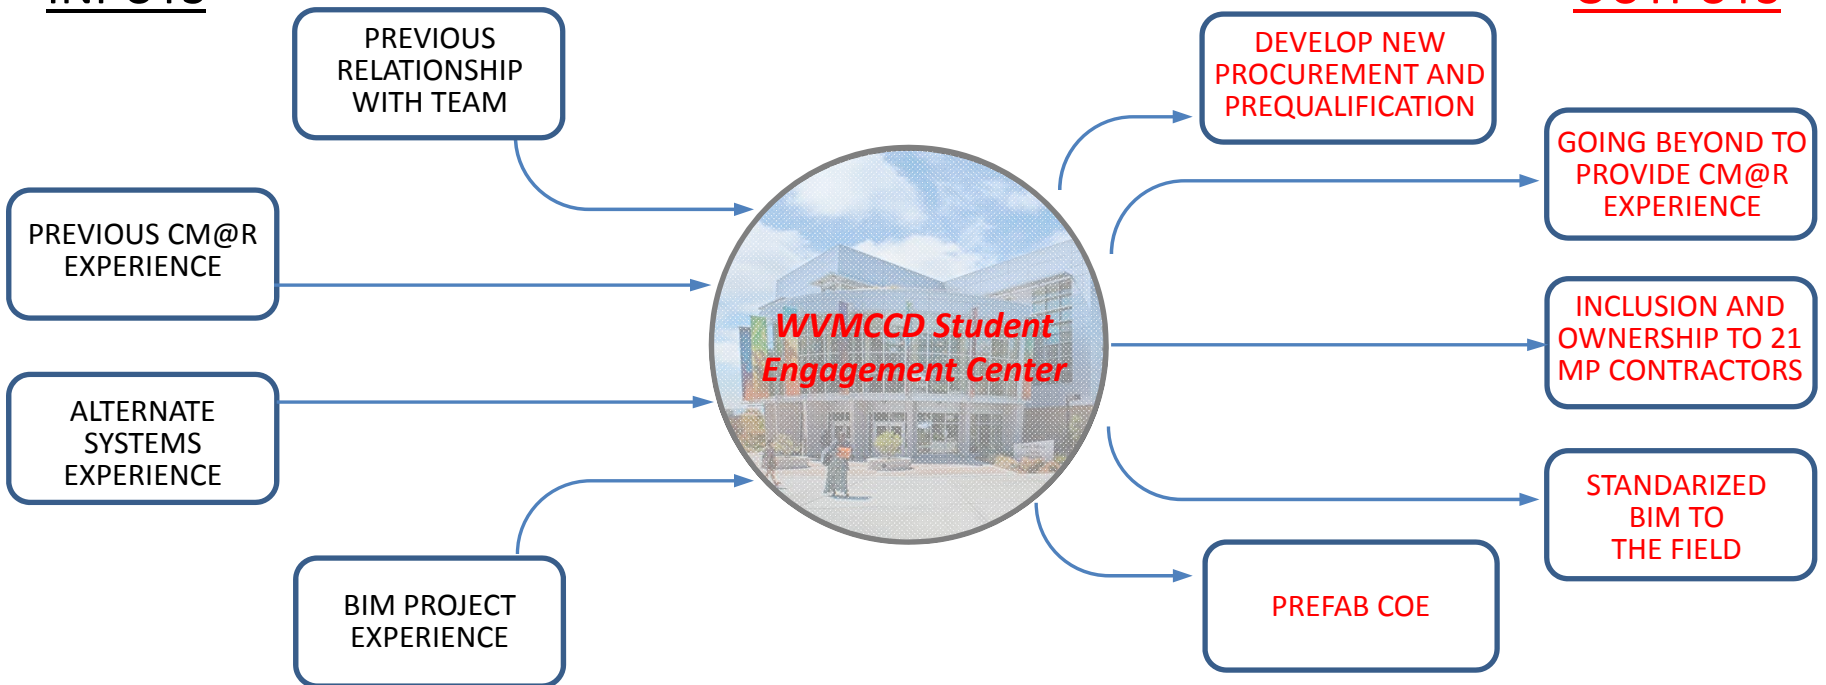 INPUTS
OUTPUTS
PREVIOUS
RELATIONSHIP
WITH TEAM
PREVIOUS CM@R
EXPERIENCE
ALTERNATE
SYSTEMS
EXPERIENCE
BIM PROJECT
EXPERIENCE
WVMCCD Student
Engagement Center
DEVELOP NEW
PROCUREMENT AND
PREQUALIFICATION
GOING BEYOND TO
PROVIDE CM@R
EXPERIENCE
INCLUSION AND
OWNERSHIP TO 21
MP CONTRACTORS
STANDARIZED
BIM TO
THE FIELD
PREFAB COE